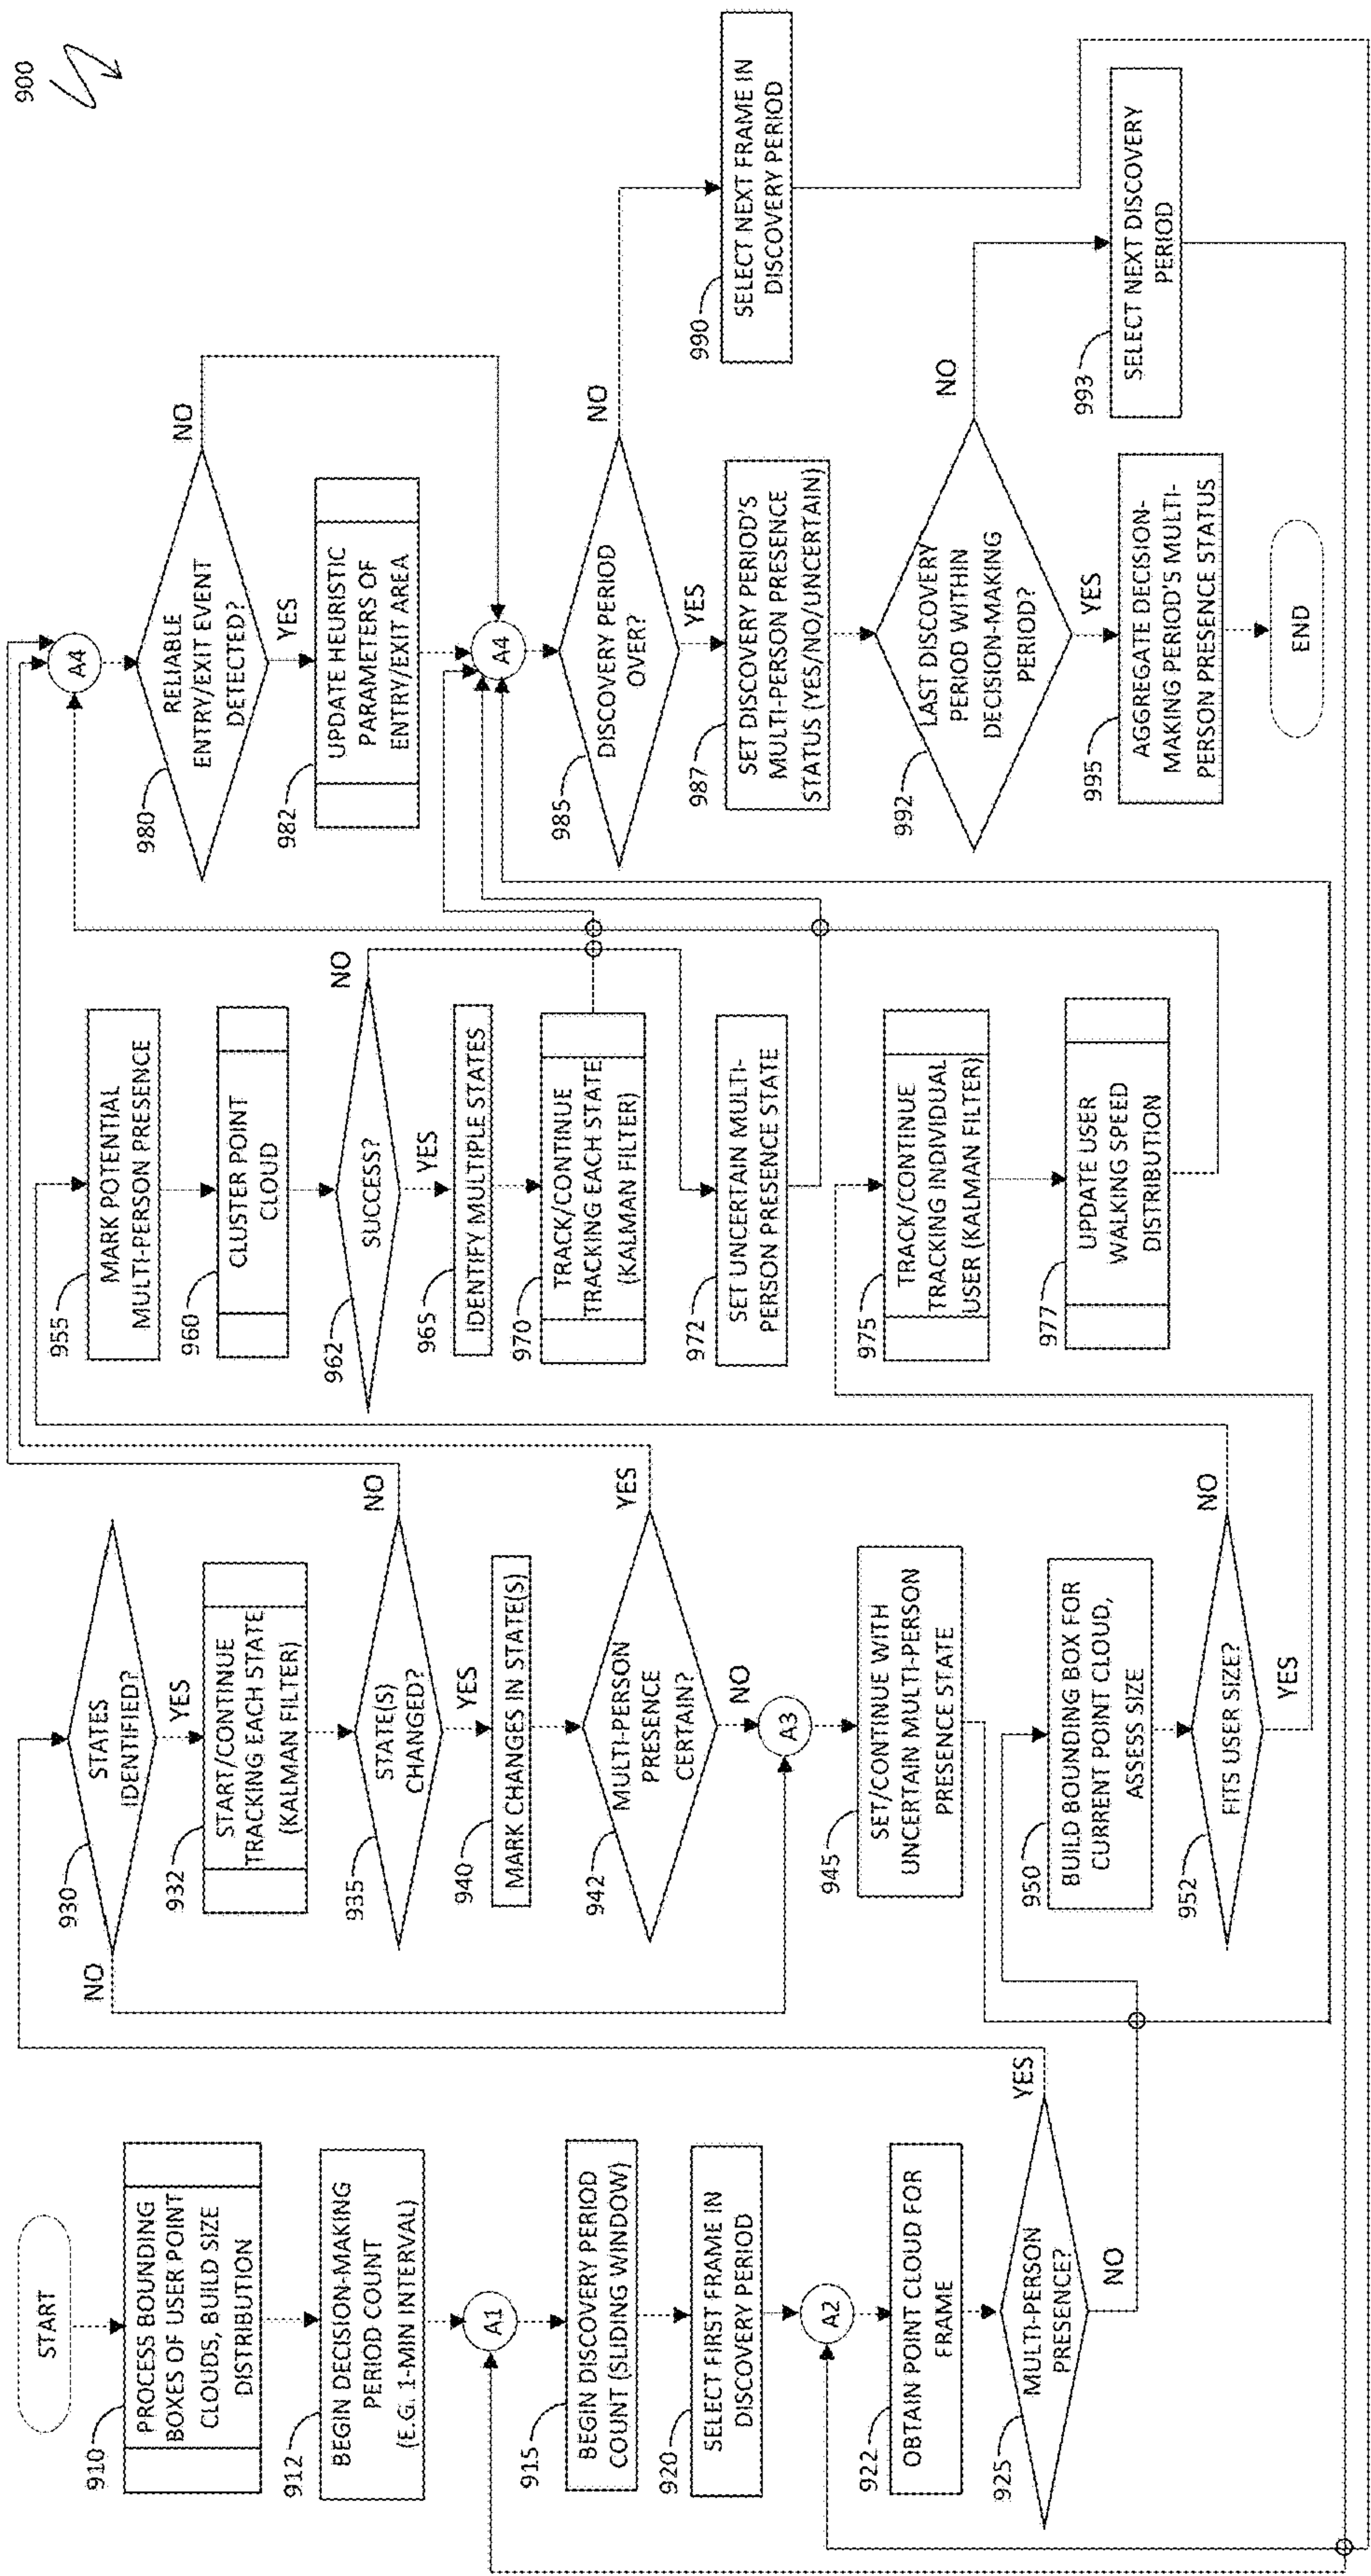 900
START
910
PROCESS BOUNDING
BOXES OF USER POINT
CLOUDS, BUILD SIZE
DISTRIBUTION
912
BEGIN DECISION-MAKING
PERIOD COUNT
(E.G. 1-MIN INTERVAL)
A1
915
BEGIN DISCOVERY PERIOD
COUNT (SLIDING WINDOW)
920
SELECT FIRST FRAME IN
DISCOVERY PERIOD
A2
922
OBTAIN POINT CLOUD FOR
FRAME
925
MULTI-PERSON
PRESENCE?
YES
NO
930
STATES
IDENTIFIED?
NO
YES
932
START/CONTINUE
TRACKING EACH STATE
(KALMAN FILTER)
935
STATE(S)
CHANGED?
NO
YES
940
MARK CHANGES IN STATE(S)
942
MULTI-PERSON
PRESENCE
CERTAIN?
YES
NO
A3
945
SET/CONTINUE WITH
UNCERTAIN MULTI-PERSON
PRESENCE STATE
950
BUILD BOUNDING BOX FOR
CURRENT POINT CLOUD,
ASSESS SIZE
952
FITS USER SIZE?
NO
YES
955
MARK POTENTIAL
MULTI-PERSON PRESENCE
960
CLUSTER POINT
CLOUD
962
SUCCESS?
NO
YES
965
IDENTIFY MULTIPLE STATES
970
TRACK/CONTINUE
TRACKING EACH STATE
(KALMAN FILTER)
972
SET UNCERTAIN MULTI-
PERSON PRESENCE STATE
975
TRACK/CONTINUE
TRACKING INDIVIDUAL
USER (KALMAN FILTER)
977
UPDATE USER
WALKING SPEED
DISTRIBUTION
A4
980
RELIABLE
ENTRY/EXIT EVENT
DETECTED?
NO
YES
982
UPDATE HEURISTIC
PARAMETERS OF
ENTRY/EXIT AREA
A4
985
DISCOVERY PERIOD
OVER?
NO
YES
987
SET DISCOVERY PERIOD'S
MULTI-PERSON PRESENCE
STATUS (YES/NO/UNCERTAIN)
990
SELECT NEXT FRAME IN
DISCOVERY PERIOD
992
LAST DISCOVERY
PERIOD WITHIN
DECISION-MAKING
PERIOD?
NO
YES
993
SELECT NEXT DISCOVERY
PERIOD
995
AGGREGATE DECISION-
MAKING PERIOD'S MULTI-
PERSON PRESENCE STATUS
END